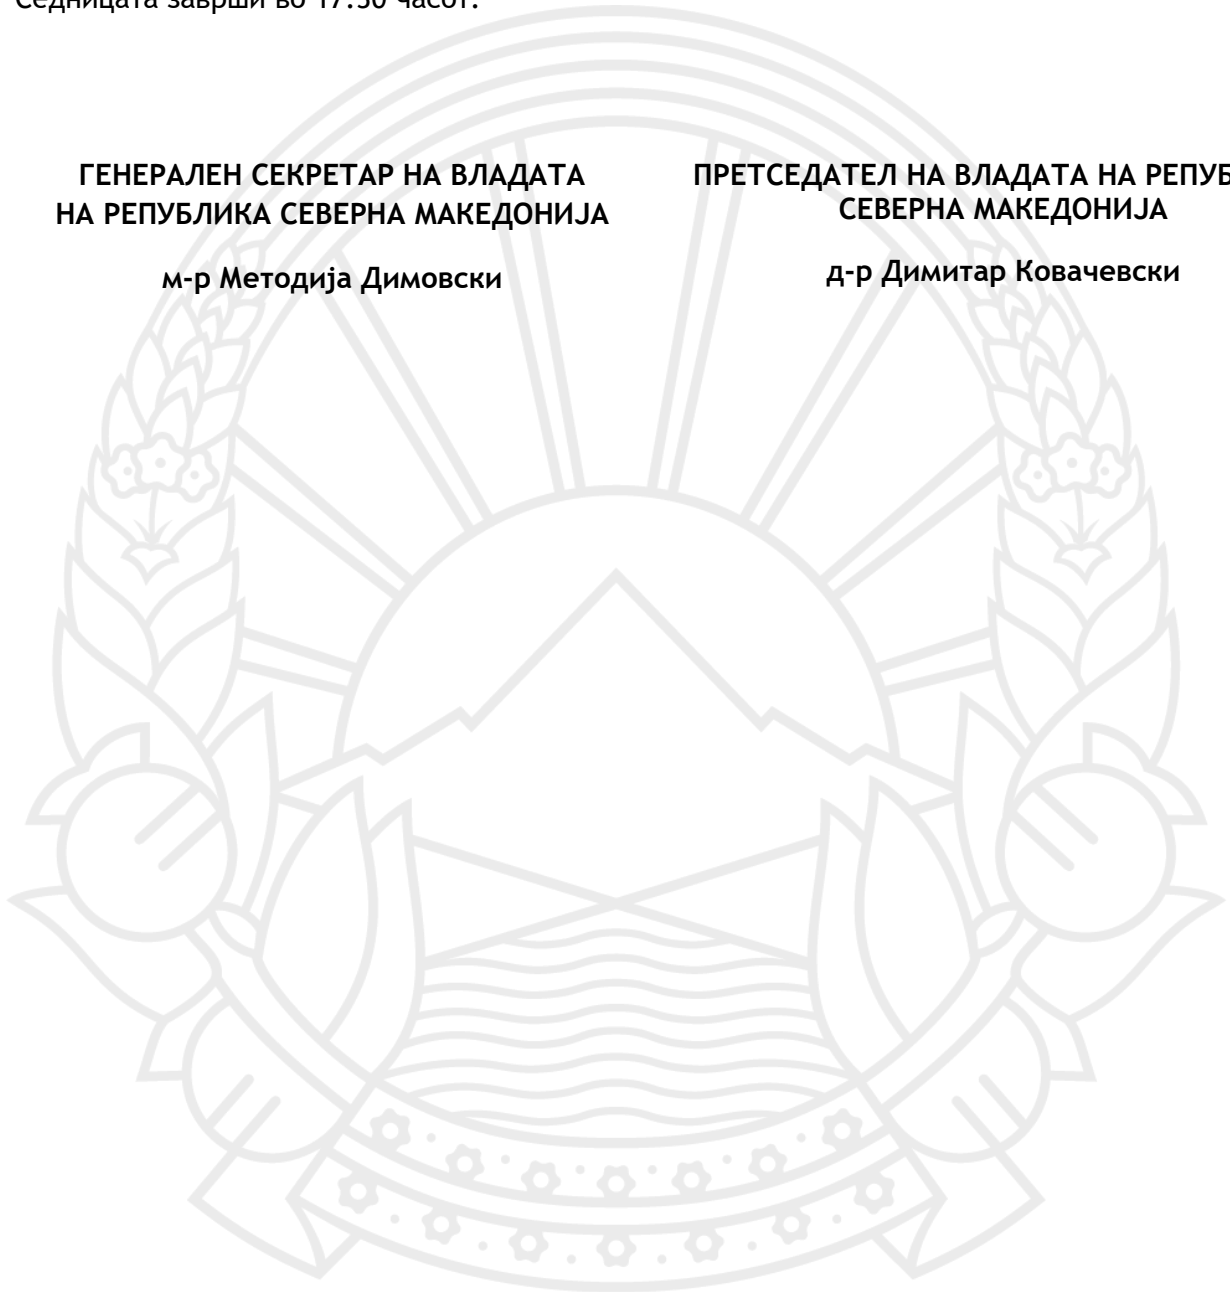 Седницата заврши во 17:30 часот.
ГЕНЕРАЛЕН СЕКРЕТАР НА ВЛАДАТА
НА РЕПУБЛИКА СЕВЕРНА МАКЕДОНИЈА
м-р Методија Димовски
ПРЕТСЕДАТЕЛ НА ВЛАДАТА НА
СЕВЕРНА МАКЕДОНИЈА
д-р Димитар Ковачевски